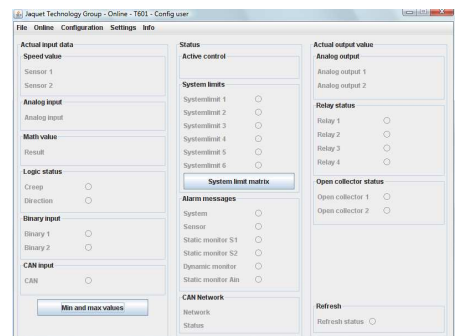 Jaquet Technology Group - Online - T601 - Config user
File Online Configuration Settings Info
Actual input data
Speed value
Sensor 1
Sensor 2
Analog input
Analog input
Math value
Result
Logic status
Creep
Direction
Binary input
Binary 1
Binary 2
CAN input
CAN
Min and max values
Status
Active control
System limits
Systemlimit 1
Systemlimit 2
Systemlimit 3
Systemlimit 4
Systemlimit 5
Systemlimit 6
System limit matrix
Alarm messages
System
Sensor
Static monitor S1
Static monitor S2
Dynamic monitor
Static monitor Ain
CAN Network
Network
Status
Actual output value
Analog output
Analog output 1
Analog output 2
Relay status
Relay 1
Relay 2
Relay 3
Relay 4
Open collector status
Open collector 1
Open collector 2
Refresh
Refresh status